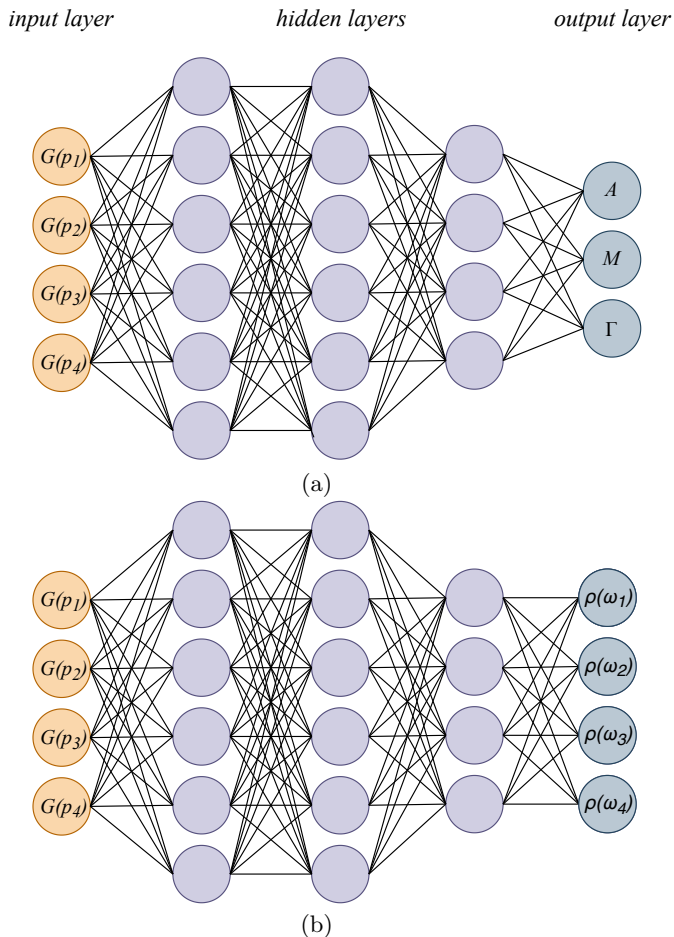 input layer hidden layers output layer
G(p₁)
G(p₂)
G(p₃)
G(p₄)
A
M
Γ
(a)
G(p₁)
G(p₂)
G(p₃)
G(p₄)
ρ(ω₁)
ρ(ω₂)
ρ(ω₃)
ρ(ω₄)
(b)